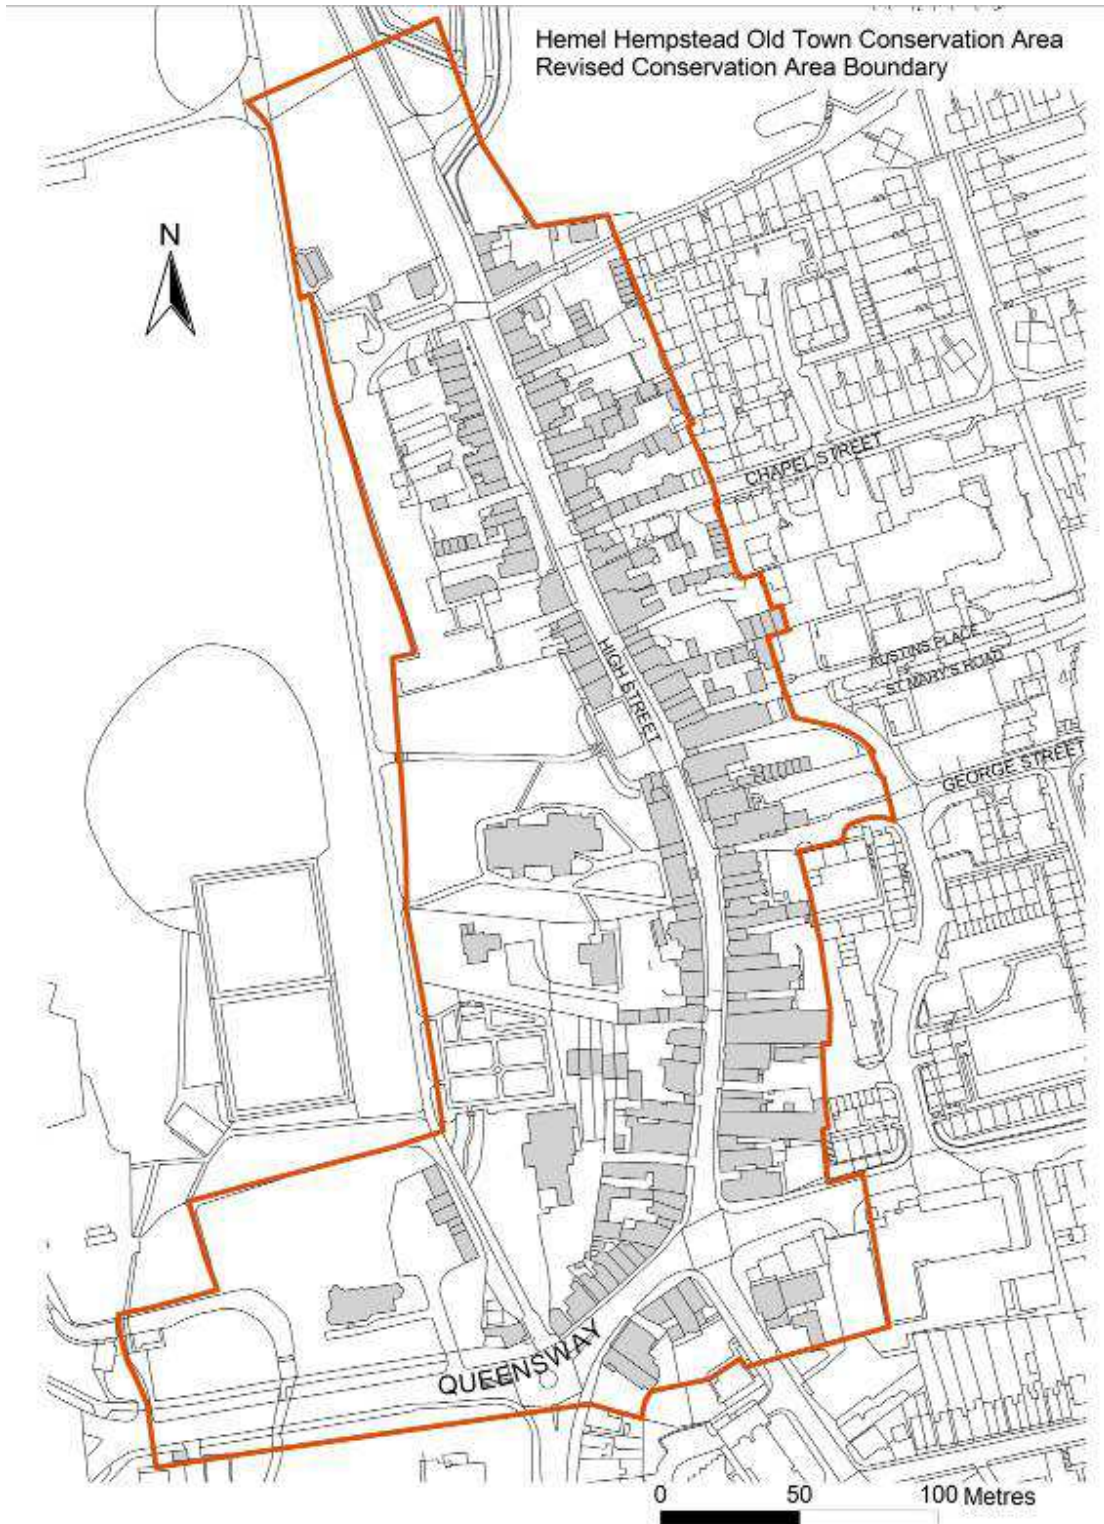 Hemel Hempstead Old Town Conservation Area
Revised Conservation Area Boundary
N
CHAPEL STREET
HIGH STREET
AUSTINS PLACE
ST MARY'S ROAD
GEORGE STREET
QUEENSWAY
0 50 100 Metres